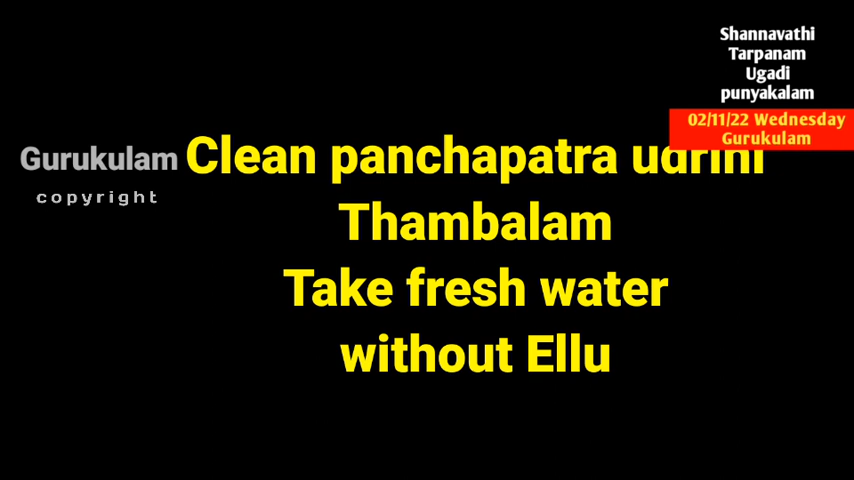 Shannavathi
Tarpanam
Ugadi
punyakalam
02/11/22 Wednesday
Gurukulam
Gurukulam
copyright
Clean panchapatra
Thambalam
Take fresh water
without Ellu